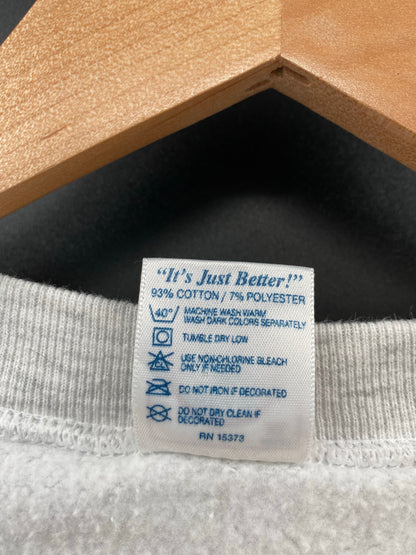 "It's Just Better!"
93% COTTON / 7% POLYESTER
40° MACHINE WASH WARM
WASH DARK COLORS SEPARATELY
TUMBLE DRY LOW
USE NON-CHLORINE BLEACH
ONLY IF NEEDED
DO NOT IRON IF DECORATED
DO NOT DRY CLEAN IF
DECORATED
RN 15373